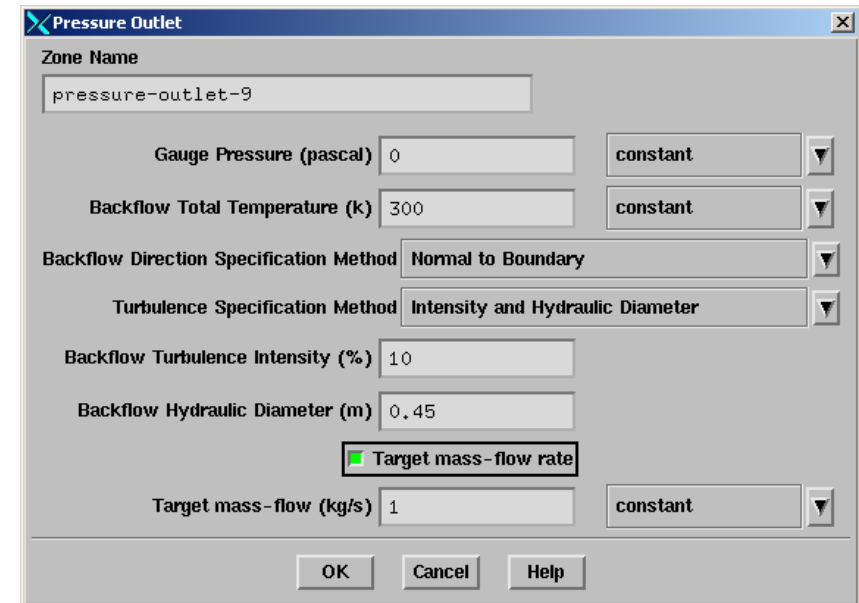 Pressure Outlet
Zone Name
pressure-outlet-9
Gauge Pressure (pascal) 0 constant
Backflow Total Temperature (k) 300 constant
Backflow Direction Specification Method Normal to Boundary
Turbulence Specification Method Intensity and Hydraulic Diameter
Backflow Turbulence Intensity (%) 10
Backflow Hydraulic Diameter (m) 0.45
Target mass-flow rate
Target mass-flow (kg/s) 1 constant
OK Cancel Help